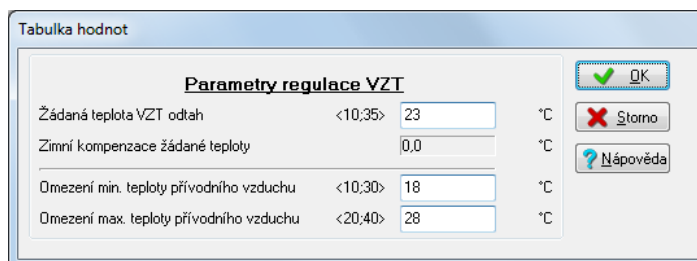 Tabulka hodnot
Parametry regulace VZT
Žádaná teplota VZT odtah <10;35> 23 °C
Zimní kompenzace žádané teploty 0,0 °C
Omezení min. teploty přívodního vzduchu <10;30> 18 °C
Omezení max. teploty přívodního vzduchu <20;40> 28 °C
OK
Storno
Nápověda